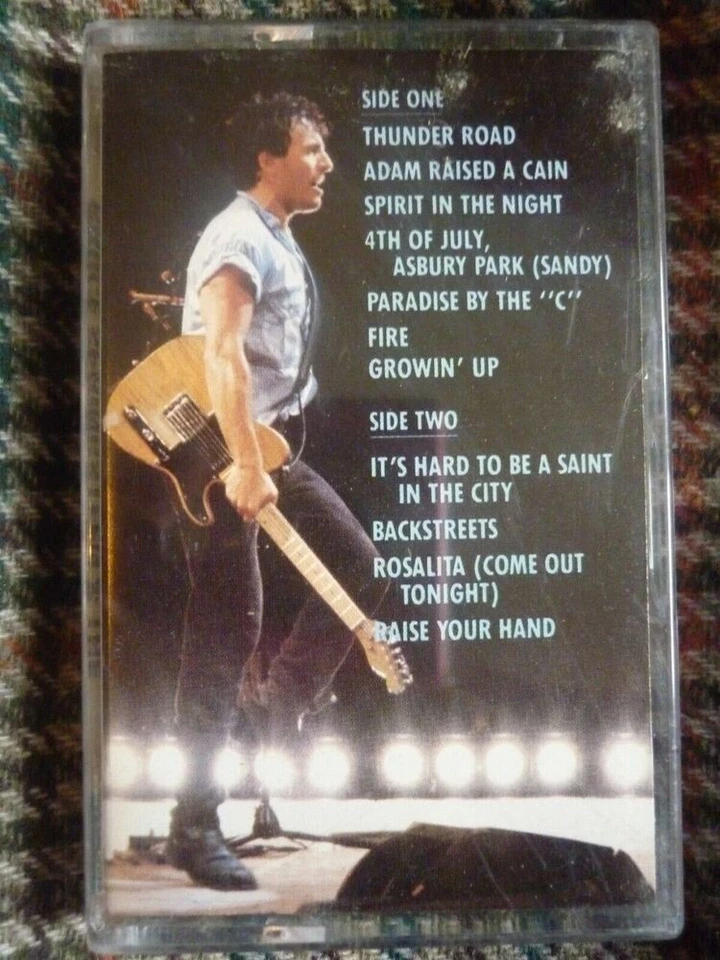 SIDE ONE
THUNDER ROAD
ADAM RAISED A CAIN
SPIRIT IN THE NIGHT
4TH OF JULY,
ASBURY PARK (SANDY)
PARADISE BY THE "C"
FIRE
GROWIN' UP
SIDE TWO
IT'S HARD TO BE A SAINT
IN THE CITY
BACKSTREETS
ROSALITA (COME OUT
TONIGHT)
RAISE YOUR HAND